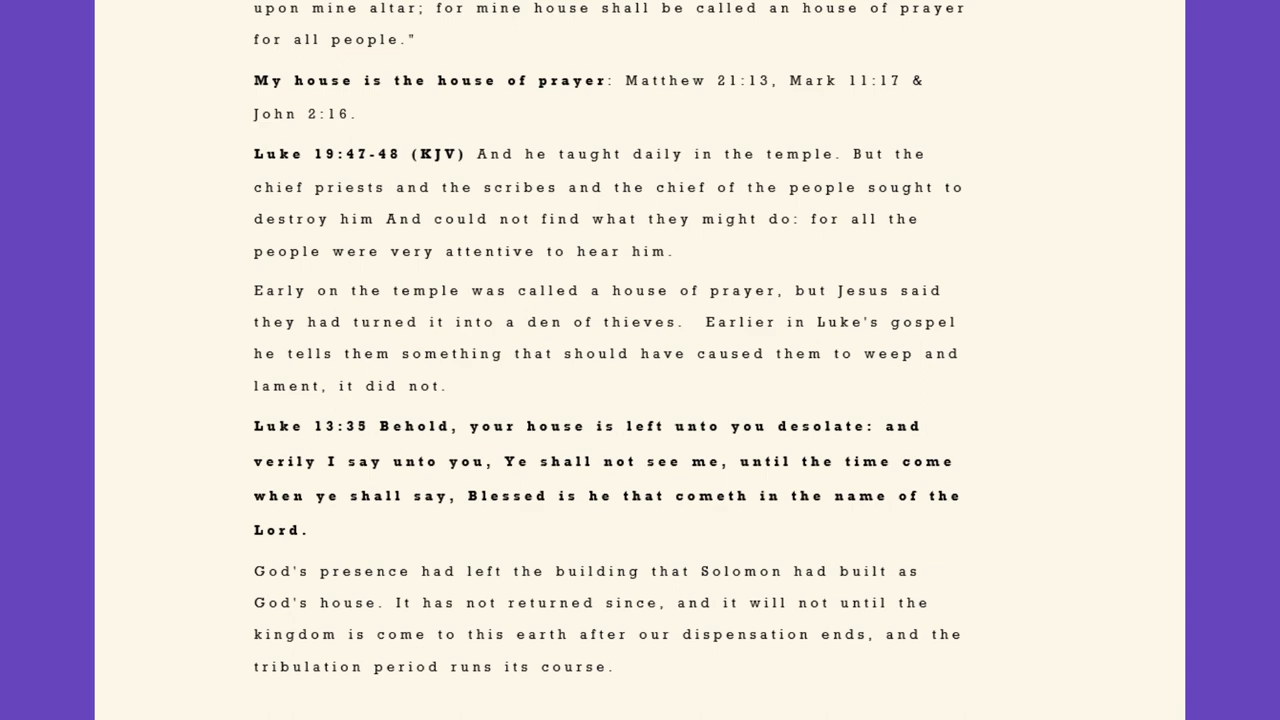 upon mine altar; for mine house shall be called an house of prayer
for all people."
My house is the house of prayer: Matthew 21:13, Mark 11:17 &
John 2:16.
Luke 19:47-48 (KJV) And he taught daily in the temple. But the
chief priests and the scribes and the chief of the people sought to
destroy him And could not find what they might do: for all the
people were very attentive to hear him.
Early on the temple was called a house of prayer, but Jesus said
they had turned it into a den of thieves.  Earlier in Luke's gospel
he tells them something that should have caused them to weep and
lament, it did not.
Luke 13:35 Behold, your house is left unto you desolate: and
verily I say unto you, Ye shall not see me, until the time come
when ye shall say, Blessed is he that cometh in the name of the
Lord.
God's presence had left the building that Solomon had built as
God's house. It has not returned since, and it will not until the
kingdom is come to this earth after our dispensation ends, and the
tribulation period runs its course.